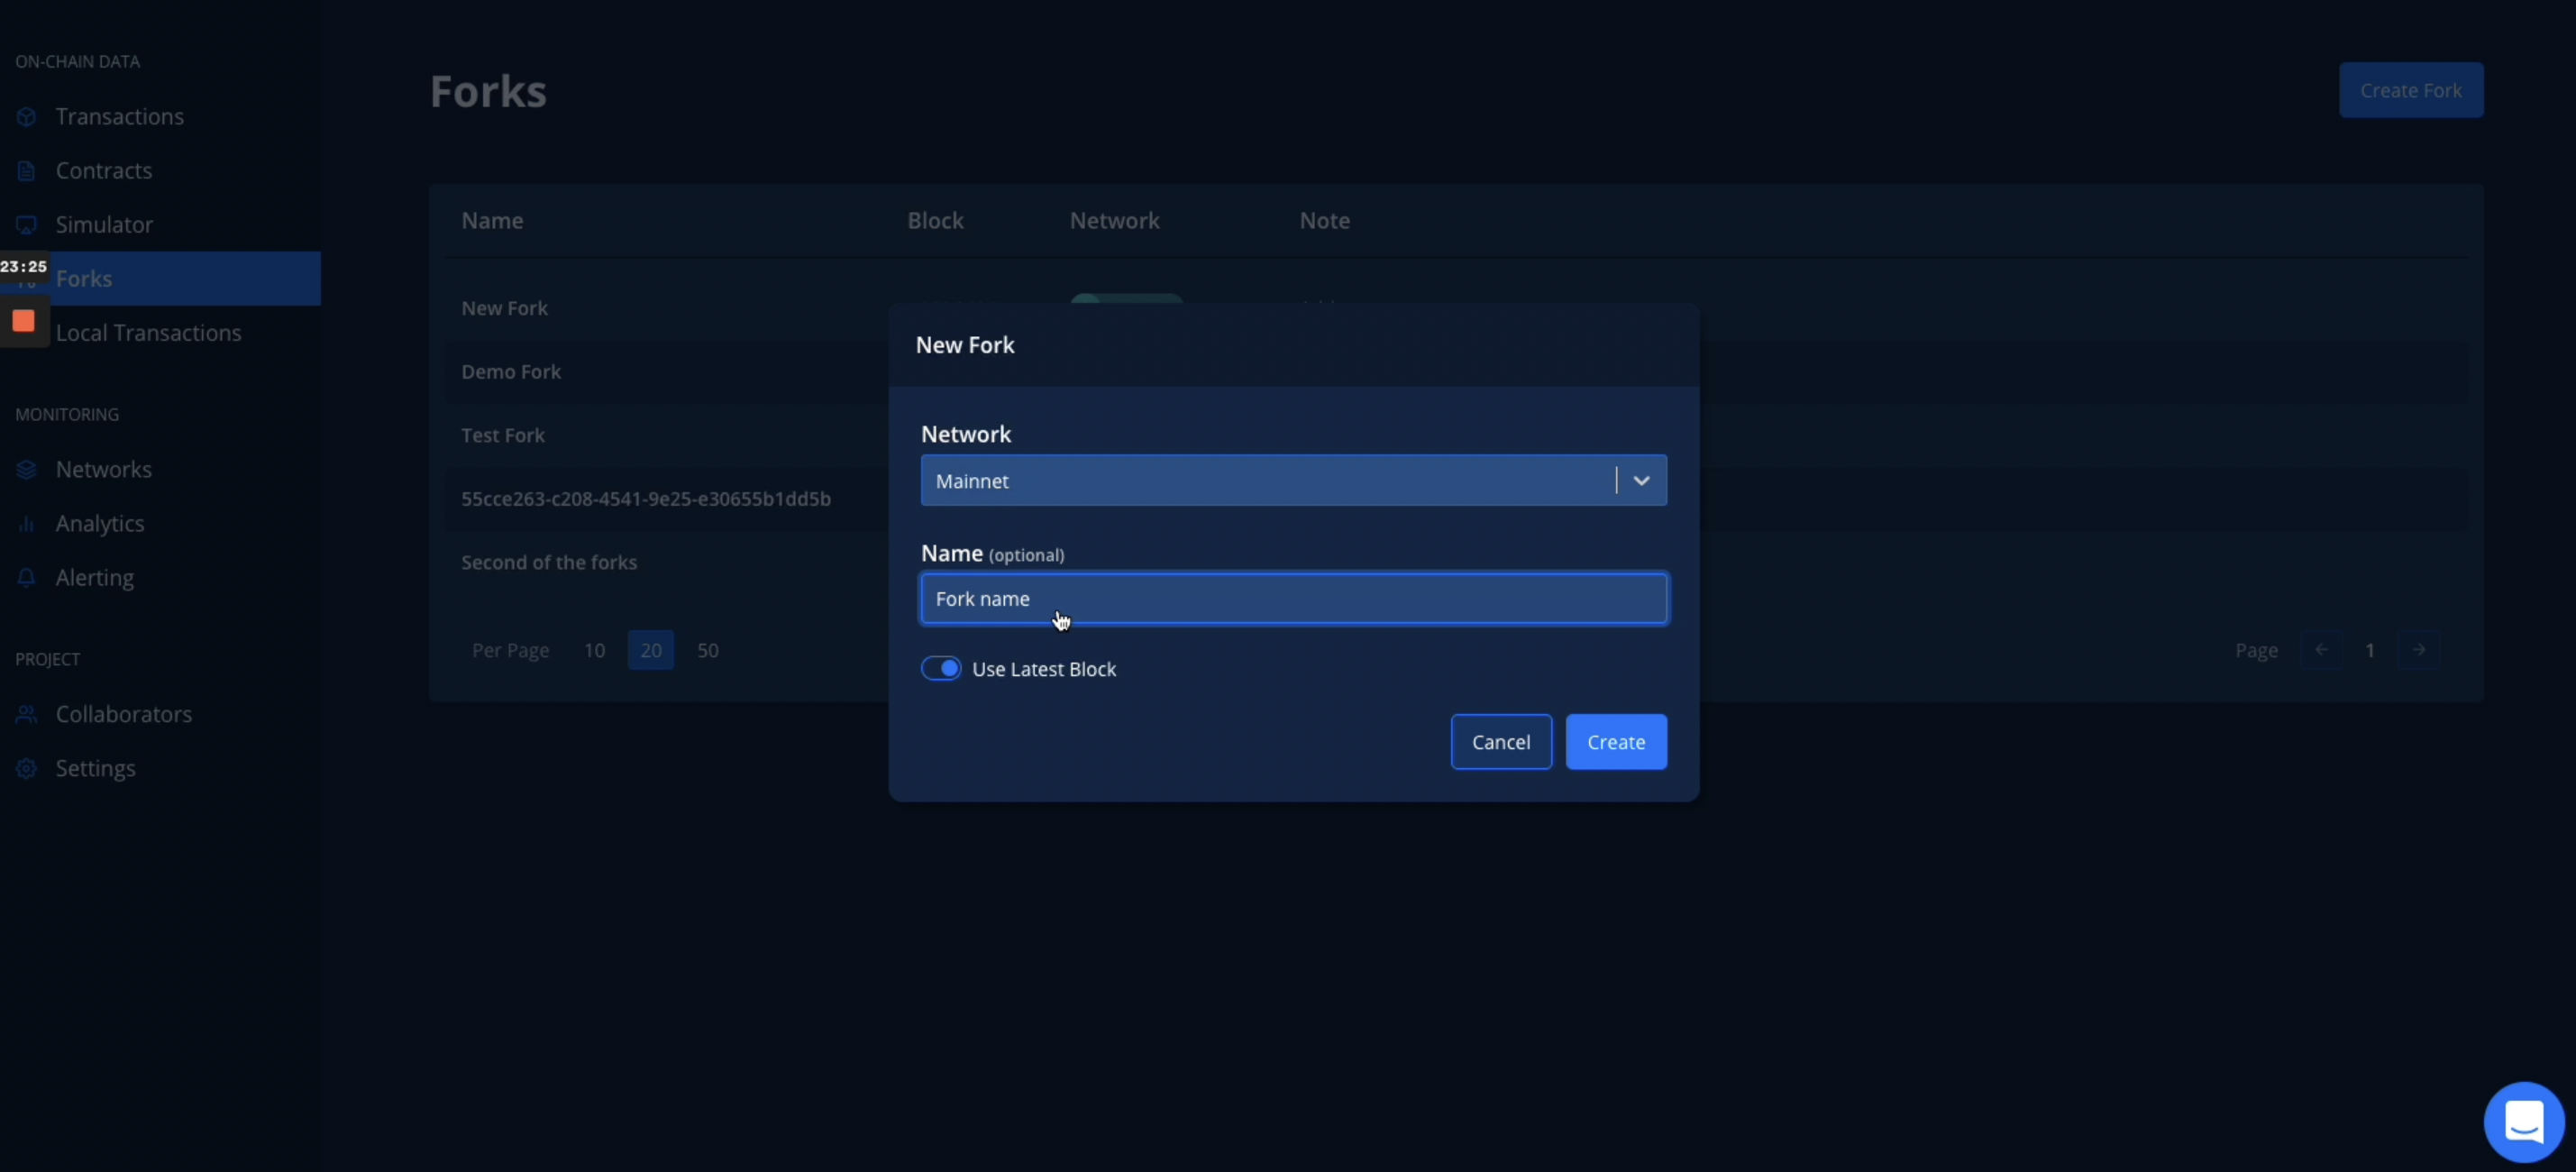 ON-CHAIN DATA
Transactions
Contracts
Simulator
23:25
Forks
Local Transactions
MONITORING
Networks
Analytics
Alerting
PROJECT
Collaborators
Settings
Forks
Create Fork
Name Block Network Note
New Fork
Demo Fork
Test Fork
55cce263-c208-4541-9e25-e30655b1dd5b
Second of the forks
Per Page 10 20 50
Page 1
New Fork
Network
Mainnet
Name (optional)
Fork name
Use Latest Block
Cancel Create